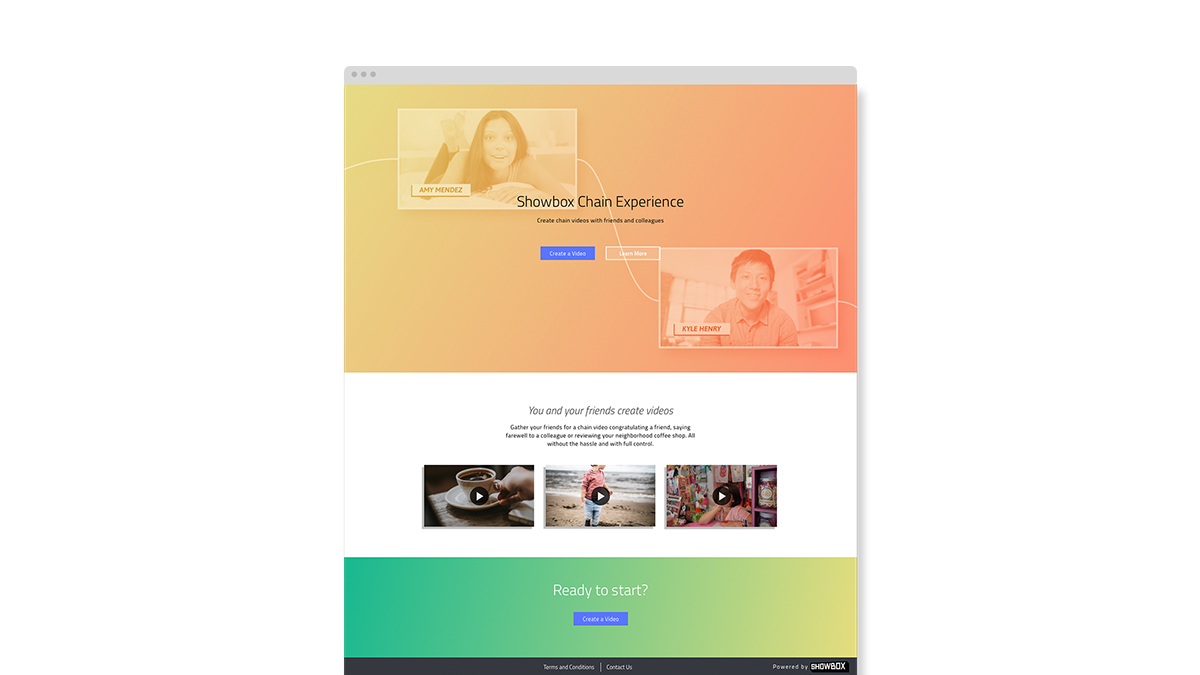 AMY MENDEZ
Showbox Chain Experience
Create chain videos with friends and colleagues
Create a Video
Learn More
KYLE HENRY
You and your friends create videos
Gather your friends for a chain video congratulating a friend, saying
farewell to a colleague or reviewing your neighborhood coffee shop. All
without the hassle and with full control.
Ready to start?
Create a Video
Terms and Conditions
Contact Us
Powered by SHOWBOX